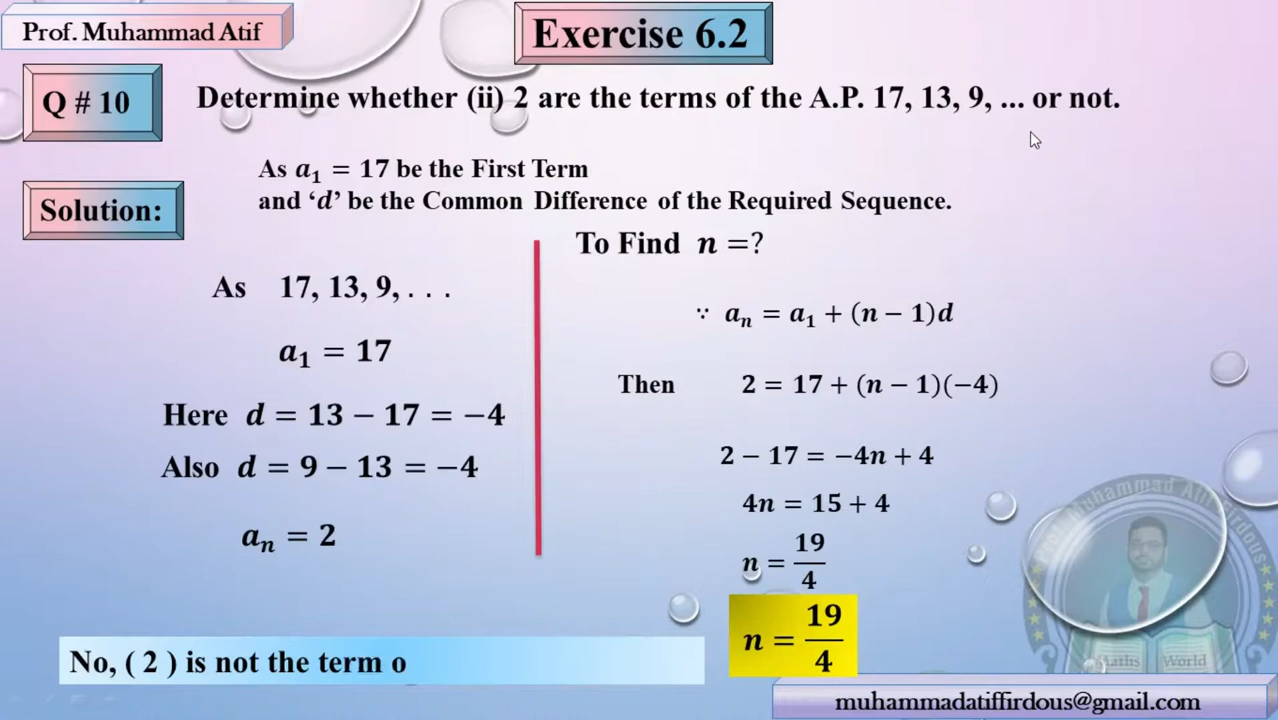 Prof. Muhammad Atif
Exercise 6.2
Q # 10
Determine whether (ii) 2 are the terms of the A.P. 17, 13, 9, ... or not.
As a₁ = 17 be the First Term
and ‘d’ be the Common Difference of the Required Sequence.
Solution:
As 17, 13, 9, . . .
a₁ = 17
Here d = 13 − 17 = −4
Also d = 9 − 13 = −4
aₙ = 2
To Find n =?
∵ aₙ = a₁ + (n − 1)d
Then 2 = 17 + (n − 1)(−4)
2 − 17 = −4n + 4
4n = 15 + 4
n = 19/4
n = 19/4
No, ( 2 ) is not the term o
Muhammad Atif
Maths World
muhammadatiffirdous@gmail.com